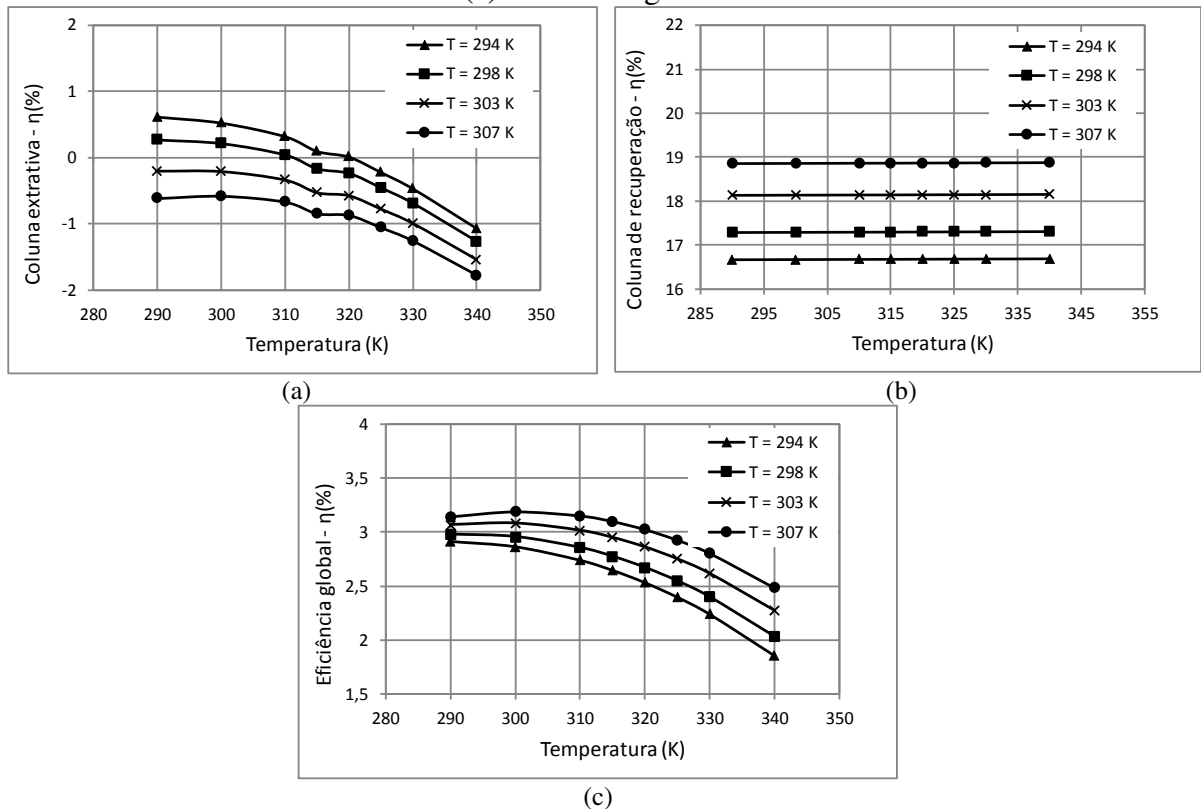 2
1
0
-1
-2
280
290
300
310
320
330
340
350
Coluna extrativa - η(%)
Temperatura (K)
T = 294 K
T = 298 K
T = 303 K
T = 307 K
(a)
22
21
20
19
18
17
16
285
295
305
315
325
335
345
355
Coluna de recuperação - η(%)
Temperatura (K)
T = 294 K
T = 298 K
T = 303 K
T = 307 K
(b)
4
3,5
3
2,5
2
1,5
280
290
300
310
320
330
340
350
Eficiência global - η(%)
Temperatura (K)
T = 294 K
T = 298 K
T = 303 K
T = 307 K
(c)